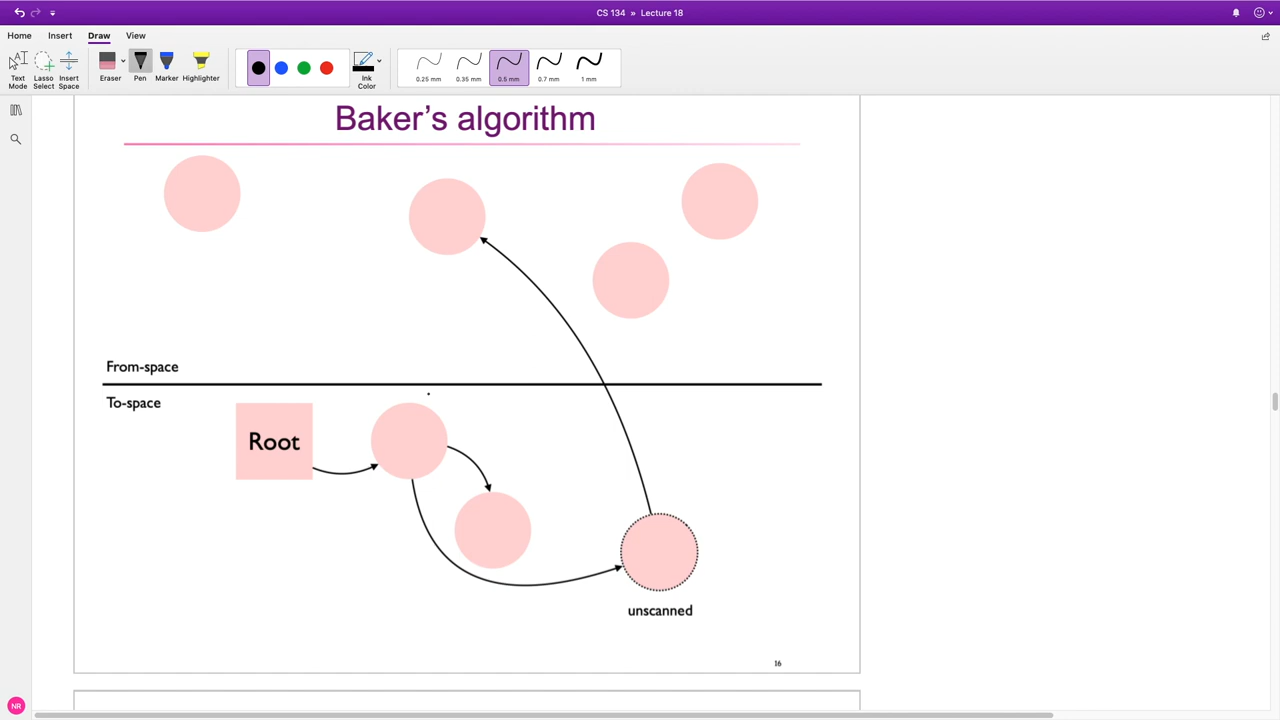 CS 134 » Lecture 18
Home Insert Draw View
Text Mode
Lasso Select
Insert Space
Eraser
Pen
Marker
Highlighter
Ink Color
0.25 mm
0.35 mm
0.5 mm
0.7 mm
1 mm
Baker’s algorithm
From-space
To-space
Root
unscanned
16
NR